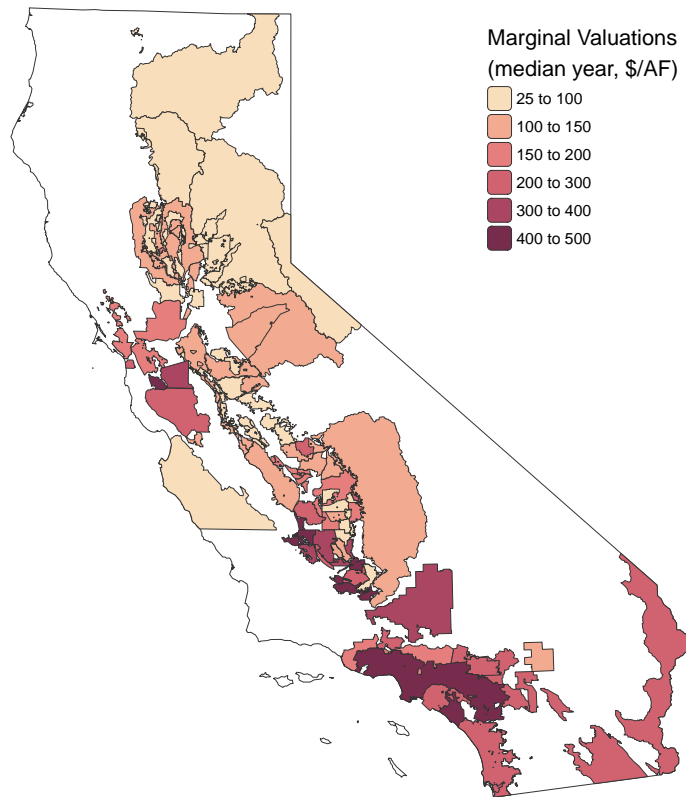 Marginal Valuations
(median year, $/AF)
25 to 100
100 to 150
150 to 200
200 to 300
300 to 400
400 to 500